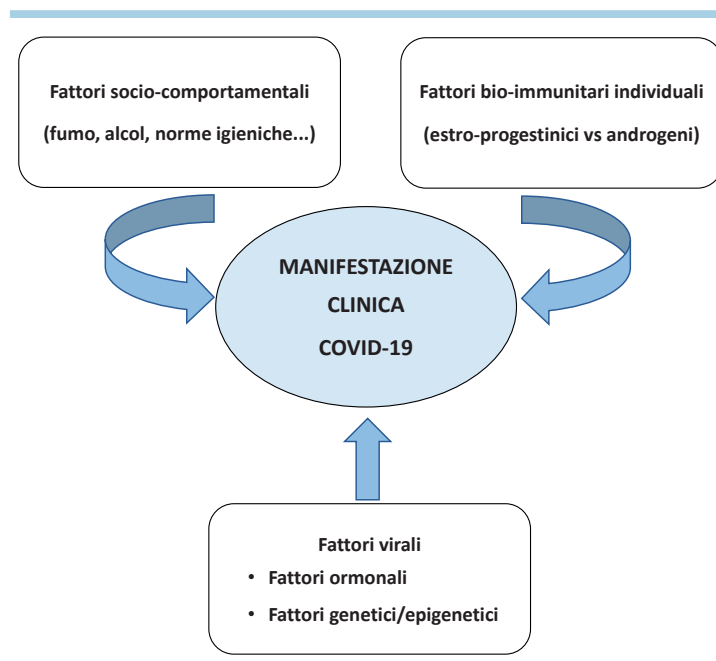 Fattori socio-comportamentali
(fumo, alcol, norme igieniche...)
Fattori bio-immunitari individuali
(estro-progestinici vs androgeni)
MANIFESTAZIONE
CLINICA
COVID-19
Fattori virali
• Fattori ormonali
• Fattori genetici/epigenetici